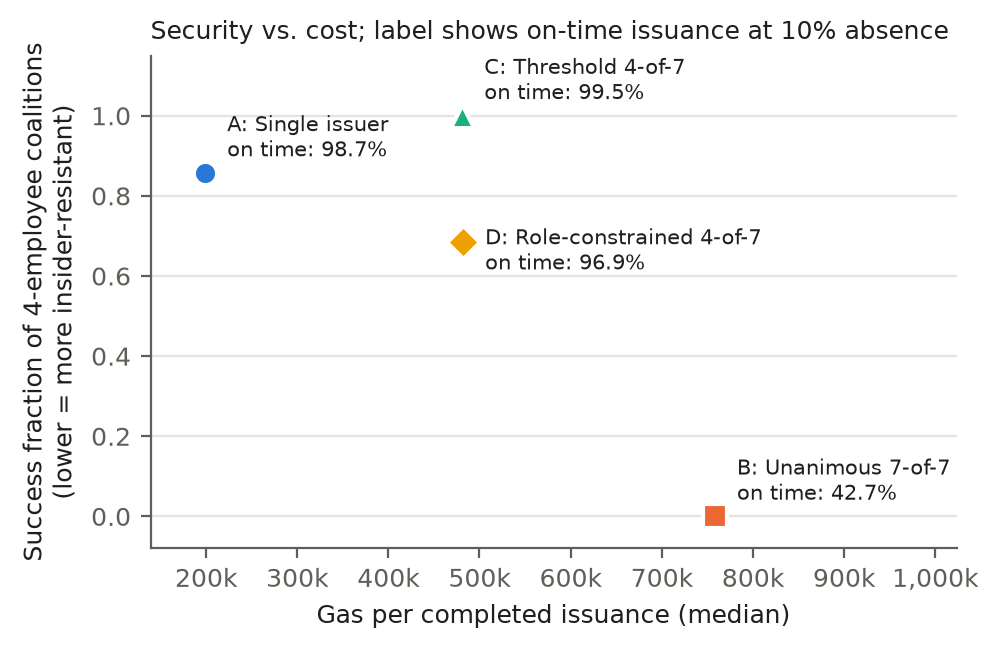 Security vs. cost; label shows on-time issuance at 10% absence
Success fraction of 4-employee coalitions
(lower = more insider-resistant)
1.0
0.8
0.6
0.4
0.2
0.0
C: Threshold 4-of-7
on time: 99.5%
A: Single issuer
on time: 98.7%
D: Role-constrained 4-of-7
on time: 96.9%
B: Unanimous 7-of-7
on time: 42.7%
200k 300k 400k 500k 600k 700k 800k 900k 1,000k
Gas per completed issuance (median)